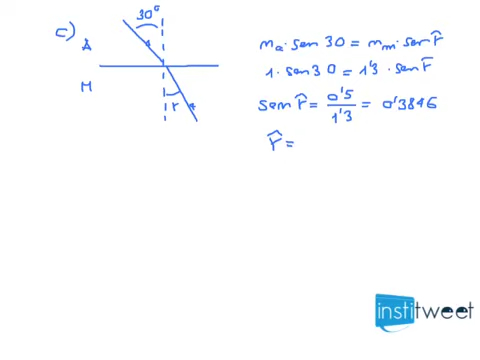 c)
30º
A
M
r
na · sen 30 = nm · sen r̂
1 · sen 30 = 1'3 · sen r̂
sen r̂ = 0'5 / 1'3 = 0'3846
r̂ =
institweet